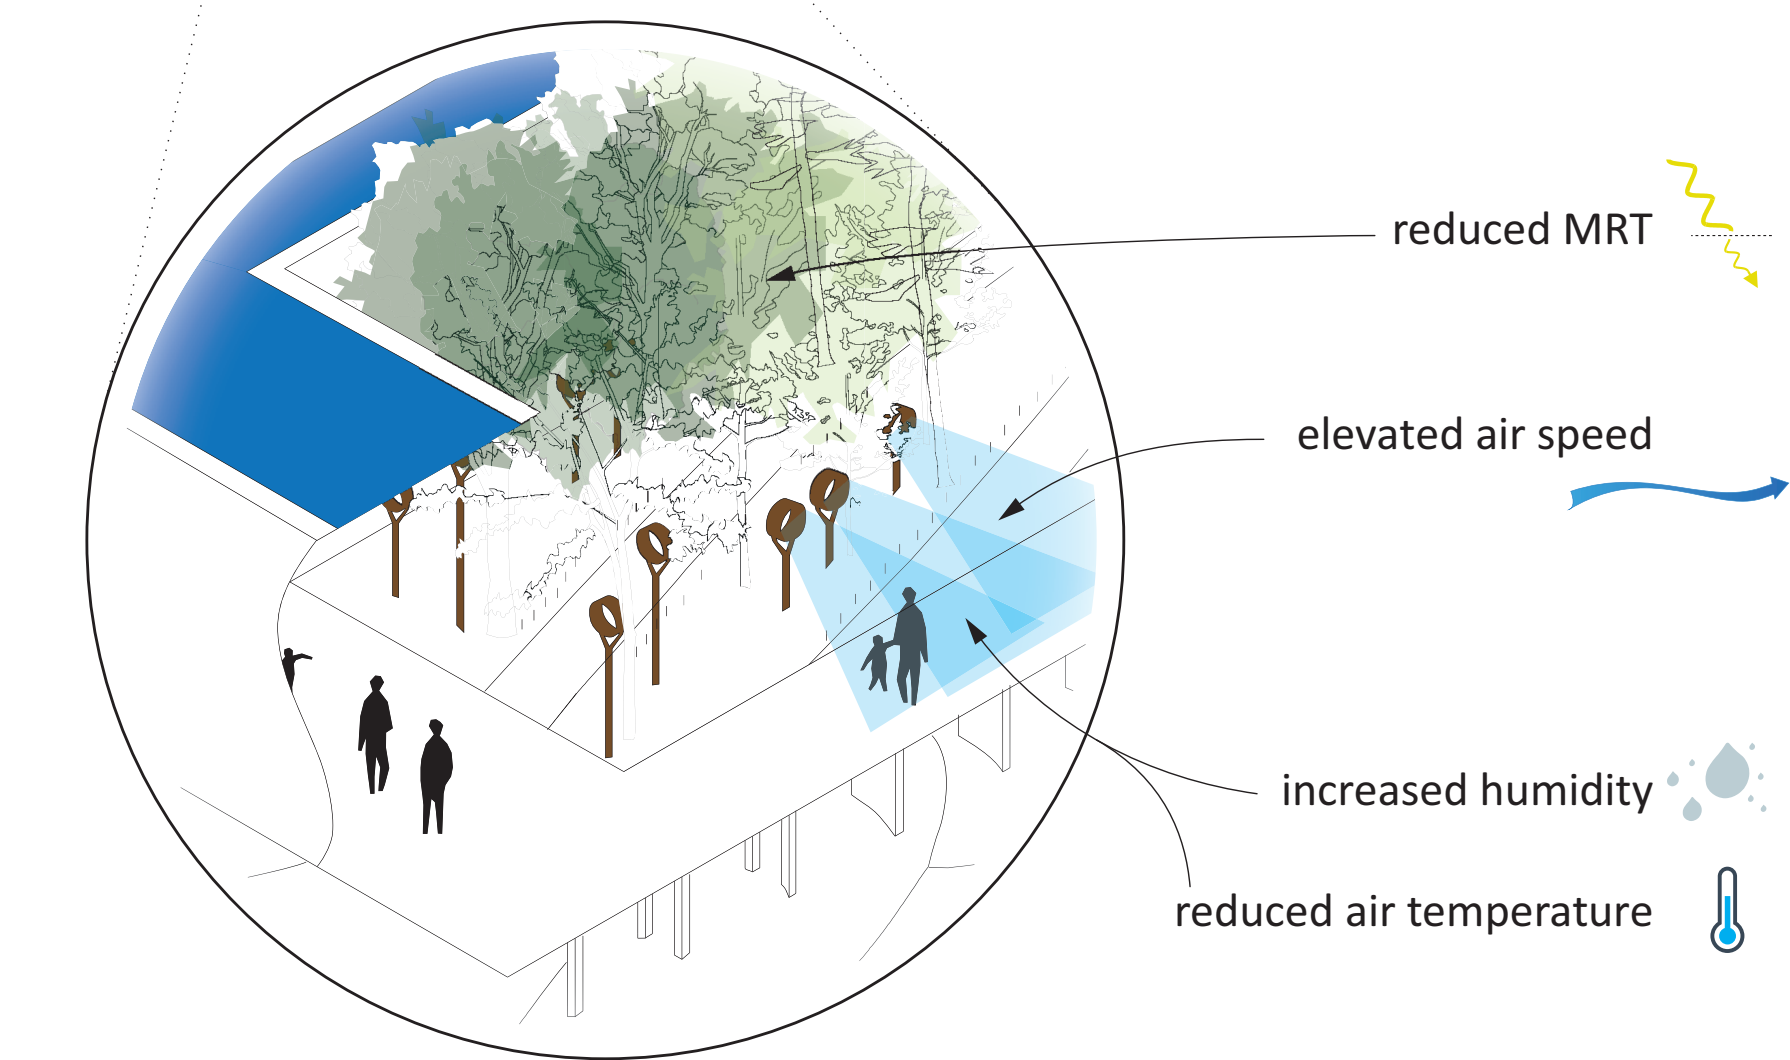 reduced MRT
elevated air speed
increased humidity
reduced air temperature